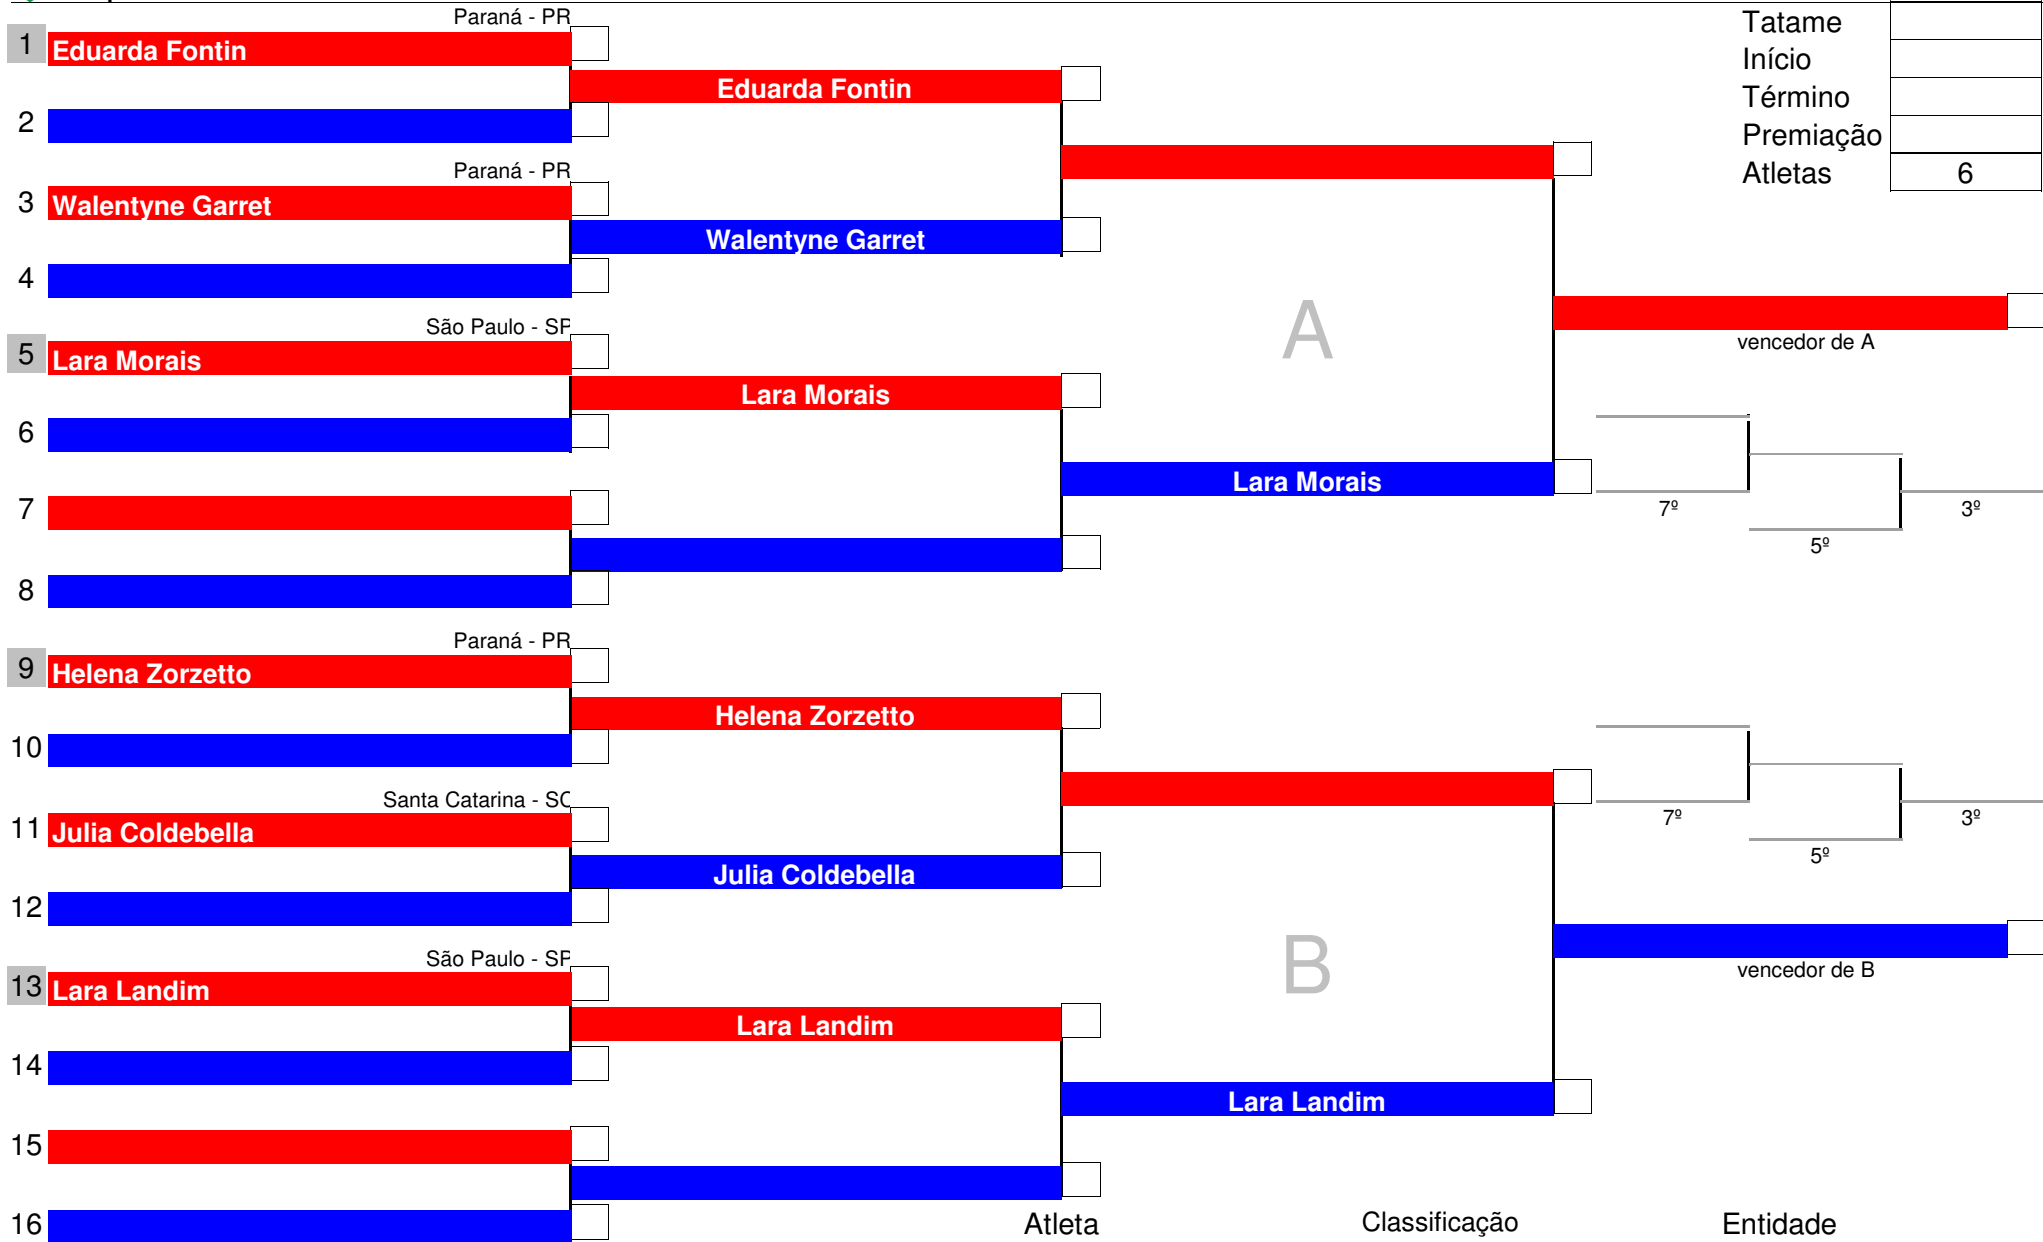 Paraná - PR
Tatame
1 Eduarda Fontin
Início
Eduarda Fontin
Término
2
Premiação
Paraná - PR
Atletas 6
3 Walentyne Garret
Walentyne Garret
4
São Paulo - SP
A
vencedor de A
5 Lara Morais
Lara Morais
6
Lara Morais
7
7º 3º
5º
8
Paraná - PR
9 Helena Zorzetto
Helena Zorzetto
10
Santa Catarina - SC
7º 3º
11 Julia Coldebella
5º
Julia Coldebella
12
São Paulo - SP
B
vencedor de B
13 Lara Landim
Lara Landim
14
Lara Landim
15
16
Atleta Classificação Entidade